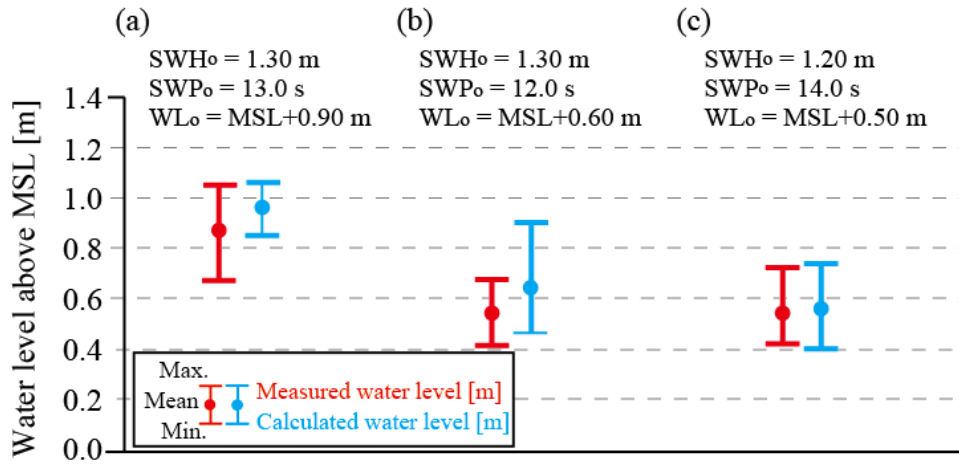 (a)
SWHo = 1.30 m
SWPo = 13.0 s
WLo = MSL+0.90 m
(b)
SWHo = 1.30 m
SWPo = 12.0 s
WLo = MSL+0.60 m
(c)
SWHo = 1.20 m
SWPo = 14.0 s
WLo = MSL+0.50 m
Water level above MSL [m]
1.4
1.2
1.0
0.8
0.6
0.4
0.2
0.0
Max.
Mean
Min.
Measured water level [m]
Calculated water level [m]